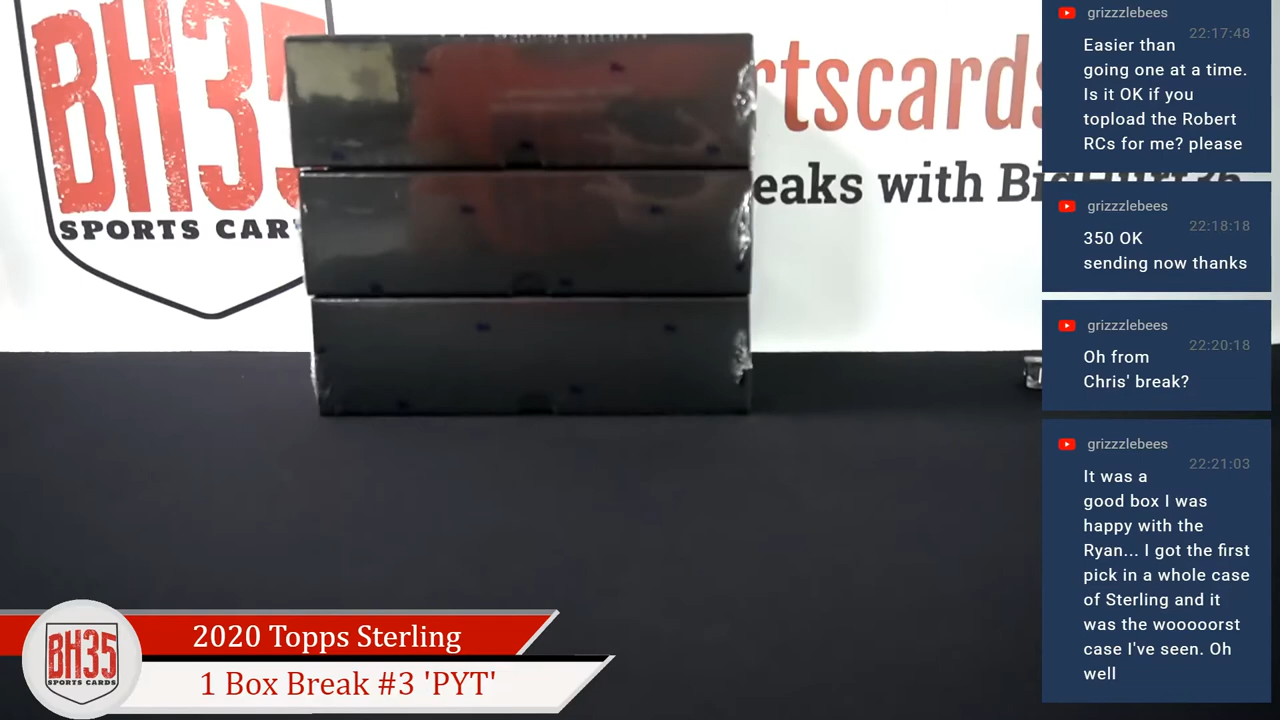 BH35
SPORTS CAR
rtscards
eaks with Bi
grizzzlebees
22:17:48
Easier than
going one at a time.
Is it OK if you
topload the Robert
RCs for me? please
grizzzlebees
22:18:18
350 OK
sending now thanks
grizzzlebees
22:20:18
Oh from
Chris' break?
grizzzlebees
22:21:03
It was a
good box I was
happy with the
Ryan... I got the first
pick in a whole case
of Sterling and it
was the wooooorst
case I've seen. Oh
well
BH35
SPORTS CARDS
2020 Topps Sterling
1 Box Break #3 'PYT'